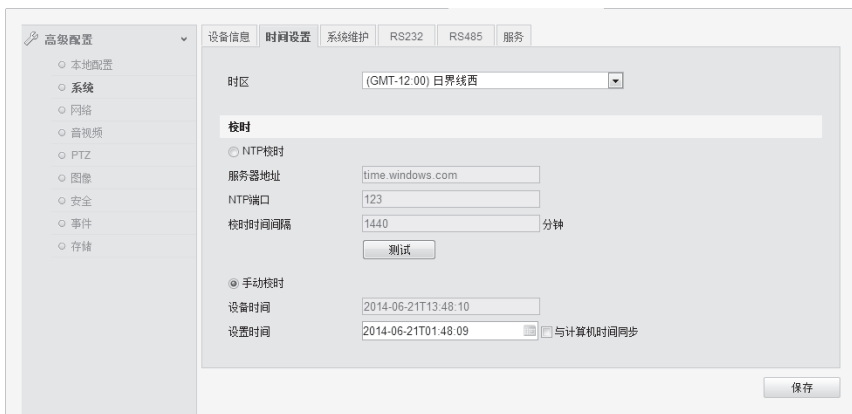 高级配置
本地配置
系统
网络
音视频
PTZ
图像
安全
事件
存储
设备信息 时间设置 系统维护 RS232 RS485 服务
时区 (GMT-12:00) 日界线西
校时
NTP校时
服务器地址 time.windows.com
NTP端口 123
校时时间间隔 1440 分钟
测试
手动校时
设备时间 2014-06-21T13:48:10
设置时间 2014-06-21T01:48:09 与计算机时间同步
保存